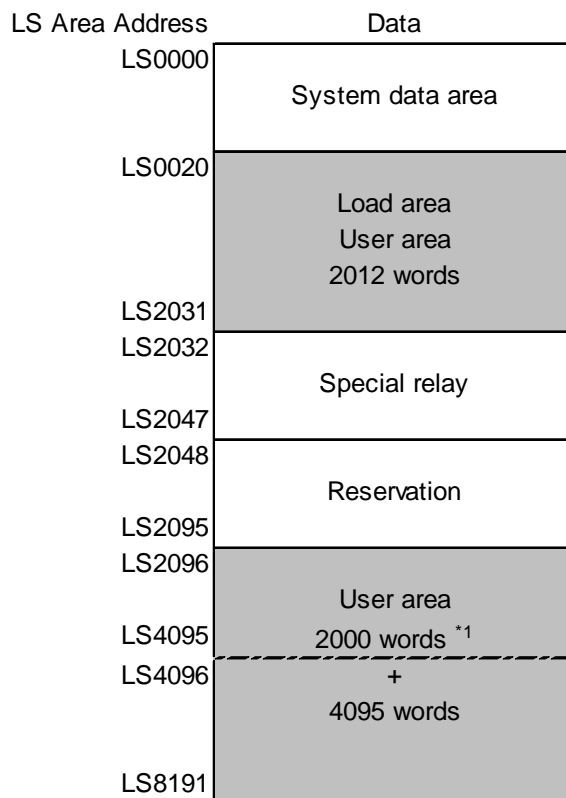 LS Area Address Data
LS0000
System data area
LS0020
Load area
User area
2012 words
LS2031
LS2032
Special relay
LS2047
LS2048
Reservation
LS2095
LS2096
User area
LS4095 2000 words *1
LS4096 +
4095 words
LS8191